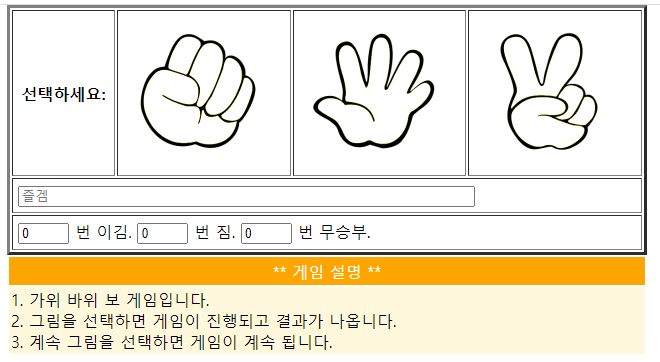 선택하세요:
즐겜
0 번 이김. 0 번 짐. 0 번 무승부.
** 게임 설명 **
1. 가위 바위 보 게임입니다.
2. 그림을 선택하면 게임이 진행되고 결과가 나옵니다.
3. 계속 그림을 선택하면 게임이 계속 됩니다.